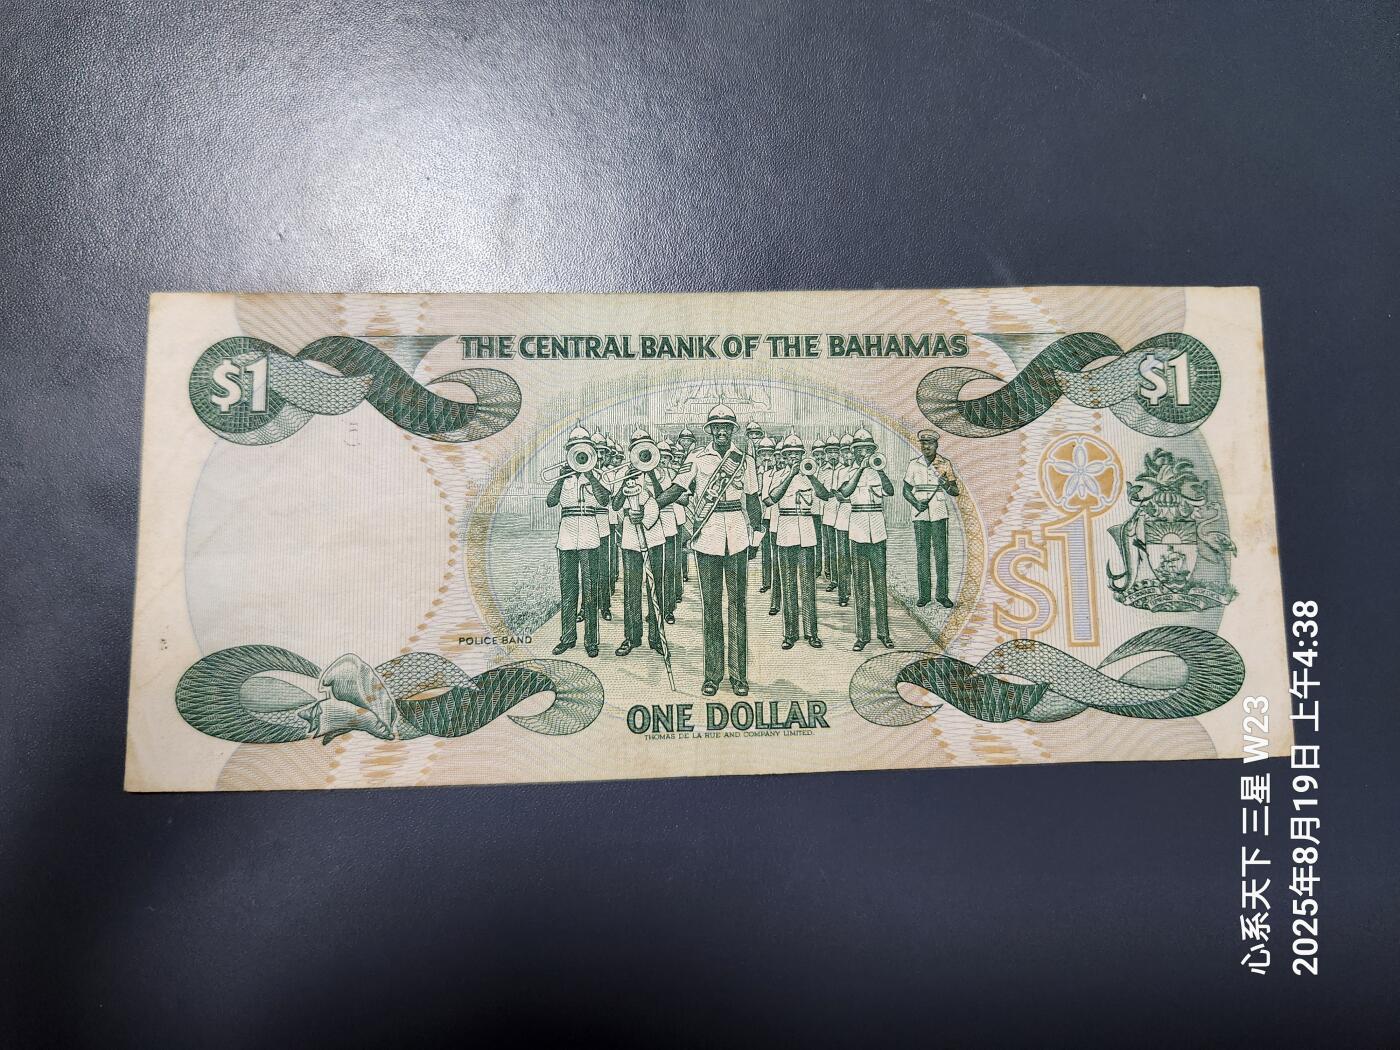 THE CENTRAL BANK OF THE BAHAMAS
$1
$1
$1
POLICE BAND
ONE DOLLAR
THOMAS DE LA RUE AND COMPANY LIMITED.
心系天下 三星 W23
2025年8月19日 上午4:38